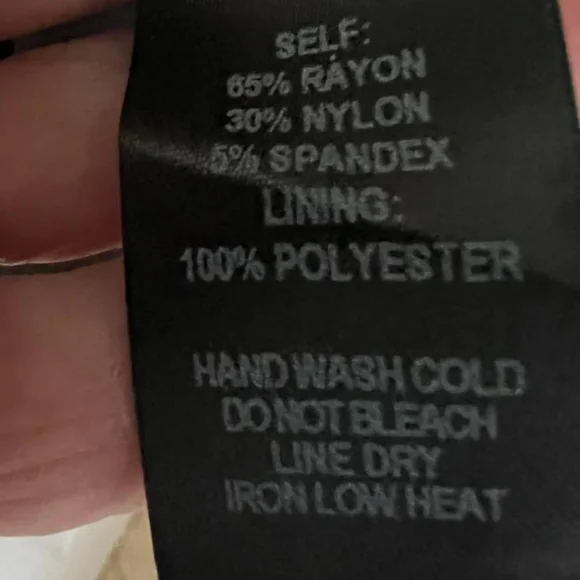 SELF:
65% RAYON
30% NYLON
5% SPANDEX
LINING:
100% POLYESTER
HAND WASH COLD
DO NOT BLEACH
LINE DRY
IRON LOW HEAT